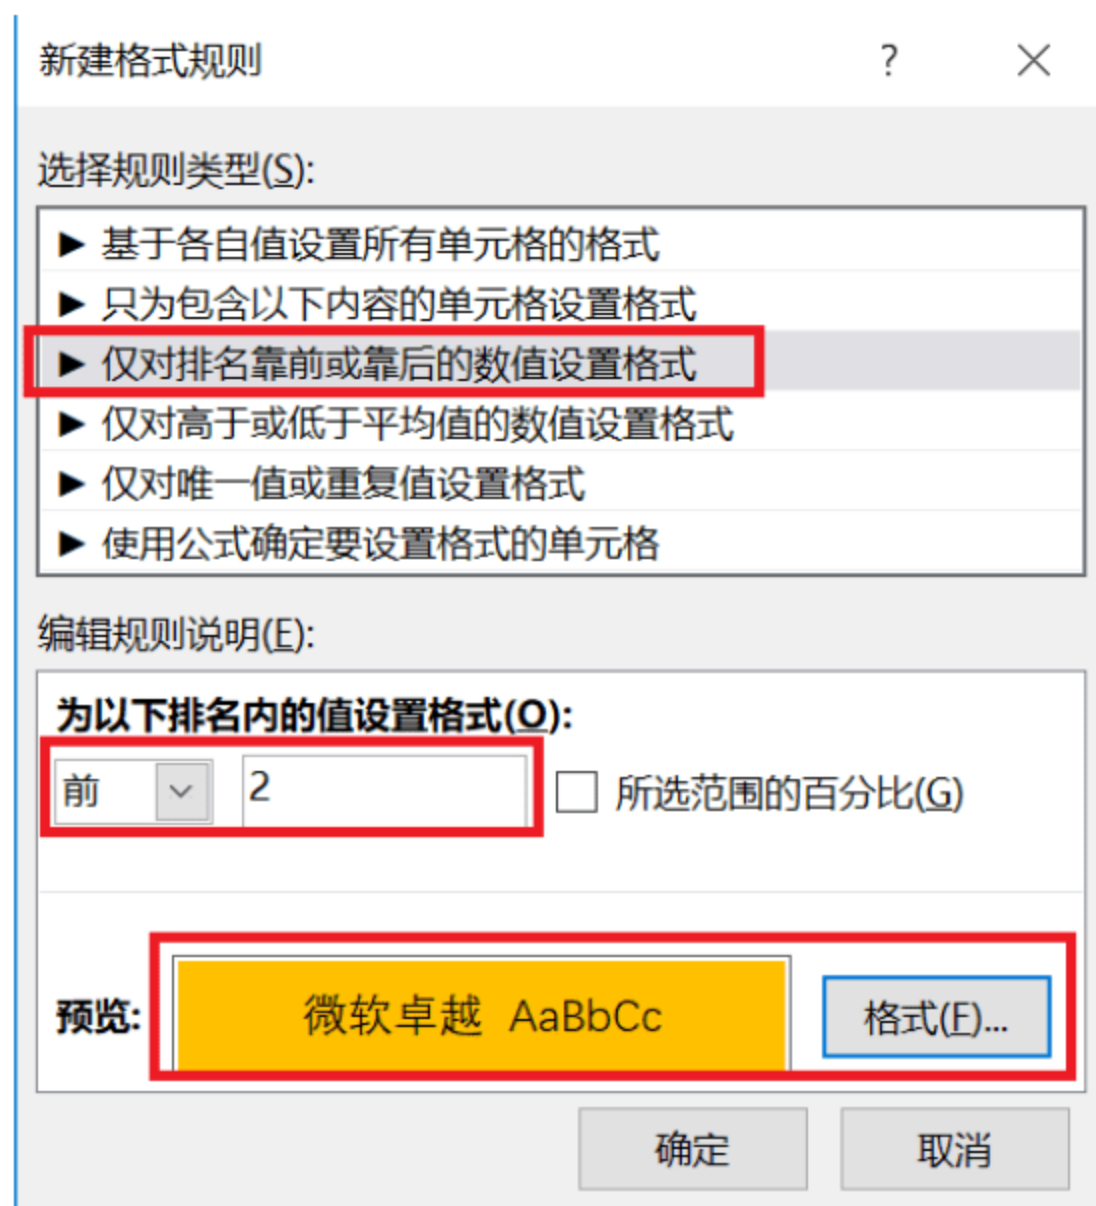 新建格式规则 ?
选择规则类型(S):
▶ 基于各自值设置所有单元格的格式
▶ 只为包含以下内容的单元格设置格式
▶ 仅对排名靠前或靠后的数值设置格式
▶ 仅对高于或低于平均值的数值设置格式
▶ 仅对唯一值或重复值设置格式
▶ 使用公式确定要设置格式的单元格
编辑规则说明(E):
为以下排名内的值设置格式(O):
前 2 所选范围的百分比(G)
预览: 微软卓越 AaBbCc 格式(F)...
确定 取消